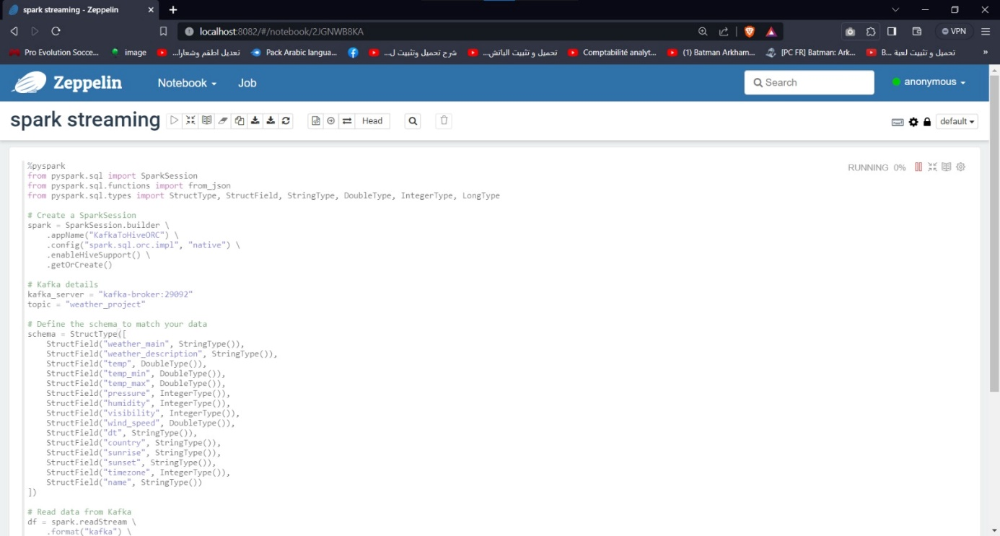 spark streaming - Zeppelin
localhost:8082/#/notebook/2JGNWB8KA
VPN
Pro Evolution Socce...
image
تعديل اطقم وشعارا...
Pack Arabic langua...
شرح تحميل وتثبيت ل...
تحميل و تثبيت الباتش...
Comptabilité analyt...
(1) Batman Arkham...
[PC FR] Batman: Ark...
تحميل و تثبيت لعبة B...
»
Zeppelin
Notebook
Job
Search
anonymous
spark streaming
Head
default
RUNNING 0%
%pyspark
from pyspark.sql import SparkSession
from pyspark.sql.functions import from_json
from pyspark.sql.types import StructType, StructField, StringType, DoubleType, IntegerType, LongType
# Create a SparkSession
spark = SparkSession.builder \
.appName("KafkaToHiveORC") \
.config("spark.sql.orc.impl", "native") \
.enableHiveSupport() \
.getOrCreate()
# Kafka details
kafka_server = "kafka-broker:29092"
topic = "weather_project"
# Define the schema to match your data
schema = StructType([
StructField("weather_main", StringType()),
StructField("weather_description", StringType()),
StructField("temp", DoubleType()),
StructField("temp_min", DoubleType()),
StructField("temp_max", DoubleType()),
StructField("pressure", IntegerType()),
StructField("humidity", IntegerType()),
StructField("visibility", IntegerType()),
StructField("wind_speed", DoubleType()),
StructField("dt", StringType()),
StructField("country", StringType()),
StructField("sunrise", StringType()),
StructField("sunset", StringType()),
StructField("timezone", IntegerType()),
StructField("name", StringType())
])
# Read data from Kafka
df = spark.readStream \
.format("kafka") \